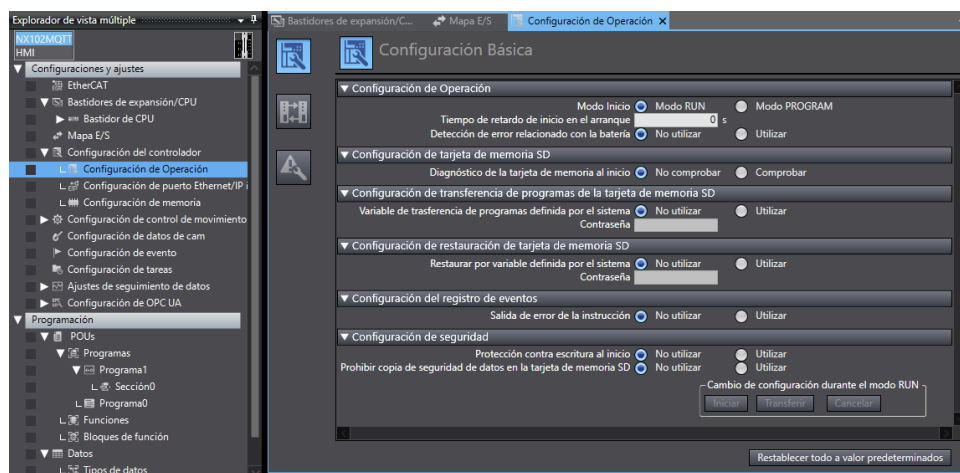 Explorador de vista múltiple
NX102MQTT
HMI
Configuraciones y ajustes
EtherCAT
Bastidores de expansión/CPU
Bastidor de CPU
Mapa E/S
Configuración del controlador
Configuración de Operación
Configuración de puerto Ethernet/IP i
Configuración de memoria
Configuración de control de movimiento
Configuración de datos de cam
Configuración de evento
Configuración de tareas
Ajustes de seguimiento de datos
Configuración de OPC UA
Programación
POUs
Programas
Programa1
Sección0
Programa0
Funciones
Bloques de función
Datos
Tipos de datos
Bastidores de expansión/C... Mapa E/S Configuración de Operación
Configuración Básica
Configuración de Operación
Modo Inicio Modo RUN Modo PROGRAM
Tiempo de retardo de inicio en el arranque 0 s
Detección de error relacionado con la batería No utilizar Utilizar
Configuración de tarjeta de memoria SD
Diagnóstico de la tarjeta de memoria al inicio No comprobar Comprobar
Configuración de transferencia de programas de la tarjeta de memoria SD
Variable de trasferencia de programas definida por el sistema No utilizar Utilizar
Contraseña
Configuración de restauración de tarjeta de memoria SD
Restaurar por variable definida por el sistema No utilizar Utilizar
Contraseña
Configuración del registro de eventos
Salida de error de la instrucción No utilizar Utilizar
Configuración de seguridad
Protección contra escritura al inicio No utilizar Utilizar
Prohibir copia de seguridad de datos en la tarjeta de memoria SD No utilizar Utilizar
Cambio de configuración durante el modo RUN
Iniciar Transferir Cancelar
Restablecer todo a valor predeterminados